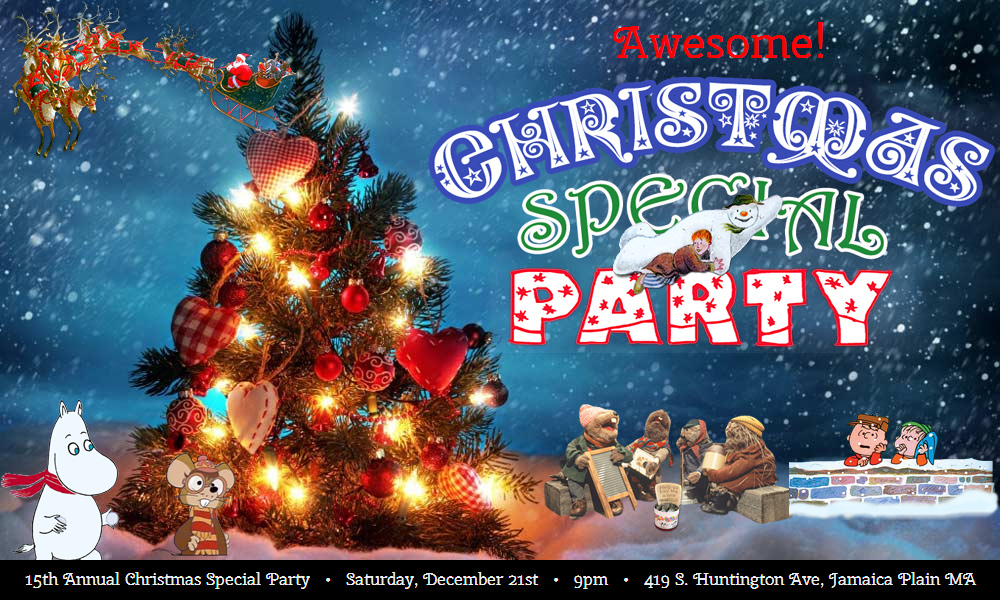 Awesome!
CHRISTMAS
SPECIAL
PARTY
15th Annual Christmas Special Party • Saturday, December 21st • 9pm • 419 S. Huntington Ave, Jamaica Plain MA